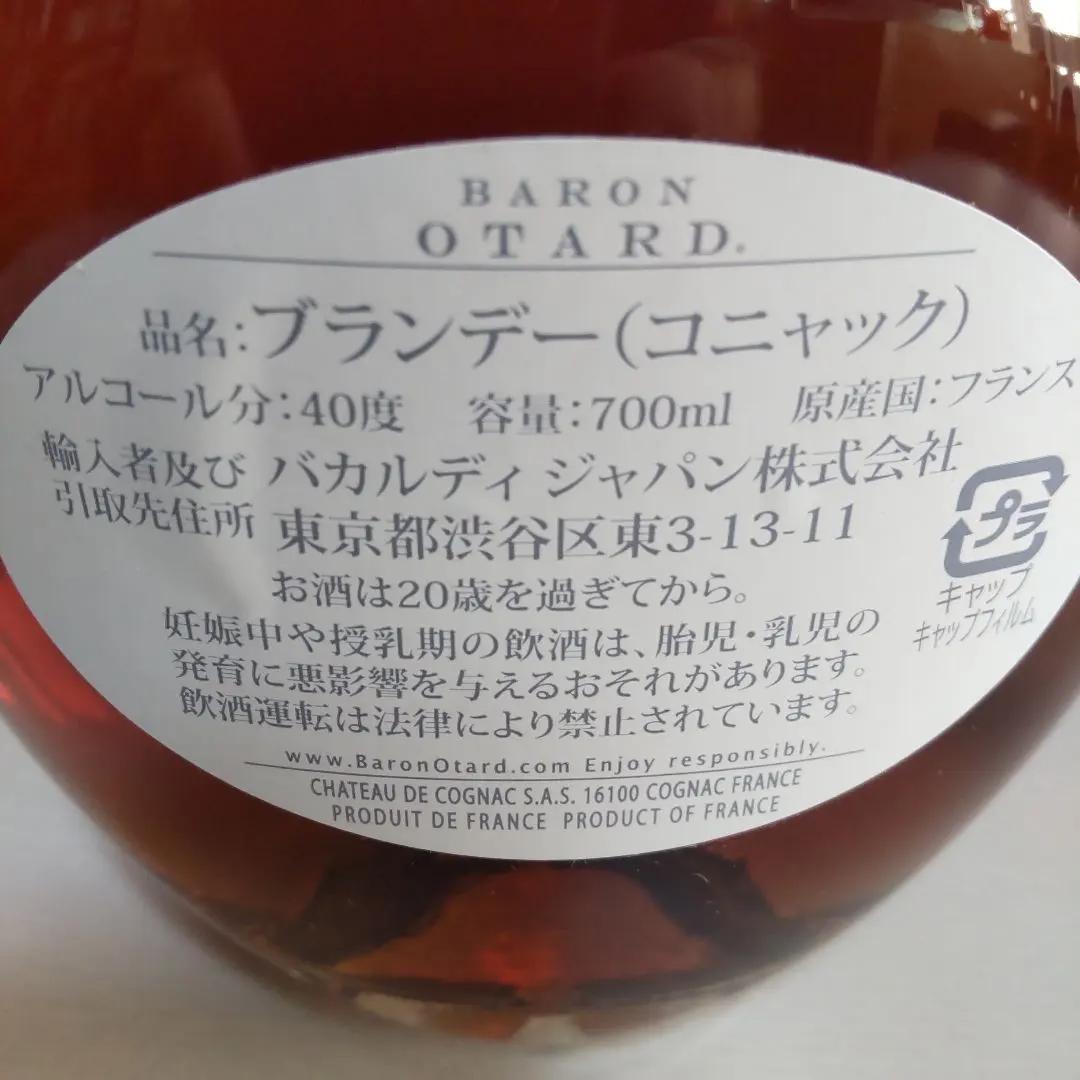 BARON
OTARD.
品名:ブランデー(コニャック)
アルコール分:40度 容量:700ml 原産国:フランス
輸入者及び
引取先住所
バカルディ ジャパン株式会社
東京都渋谷区東3-13-11
プラ
キャップ
キャップフィルム
お酒は20歳を過ぎてから。
妊娠中や授乳期の飲酒は、胎児・乳児の
発育に悪影響を与えるおそれがあります。
飲酒運転は法律により禁止されています。
www.BaronOtard.com Enjoy responsibly.
CHATEAU DE COGNAC S.A.S. 16100 COGNAC FRANCE
PRODUIT DE FRANCE PRODUCT OF FRANCE